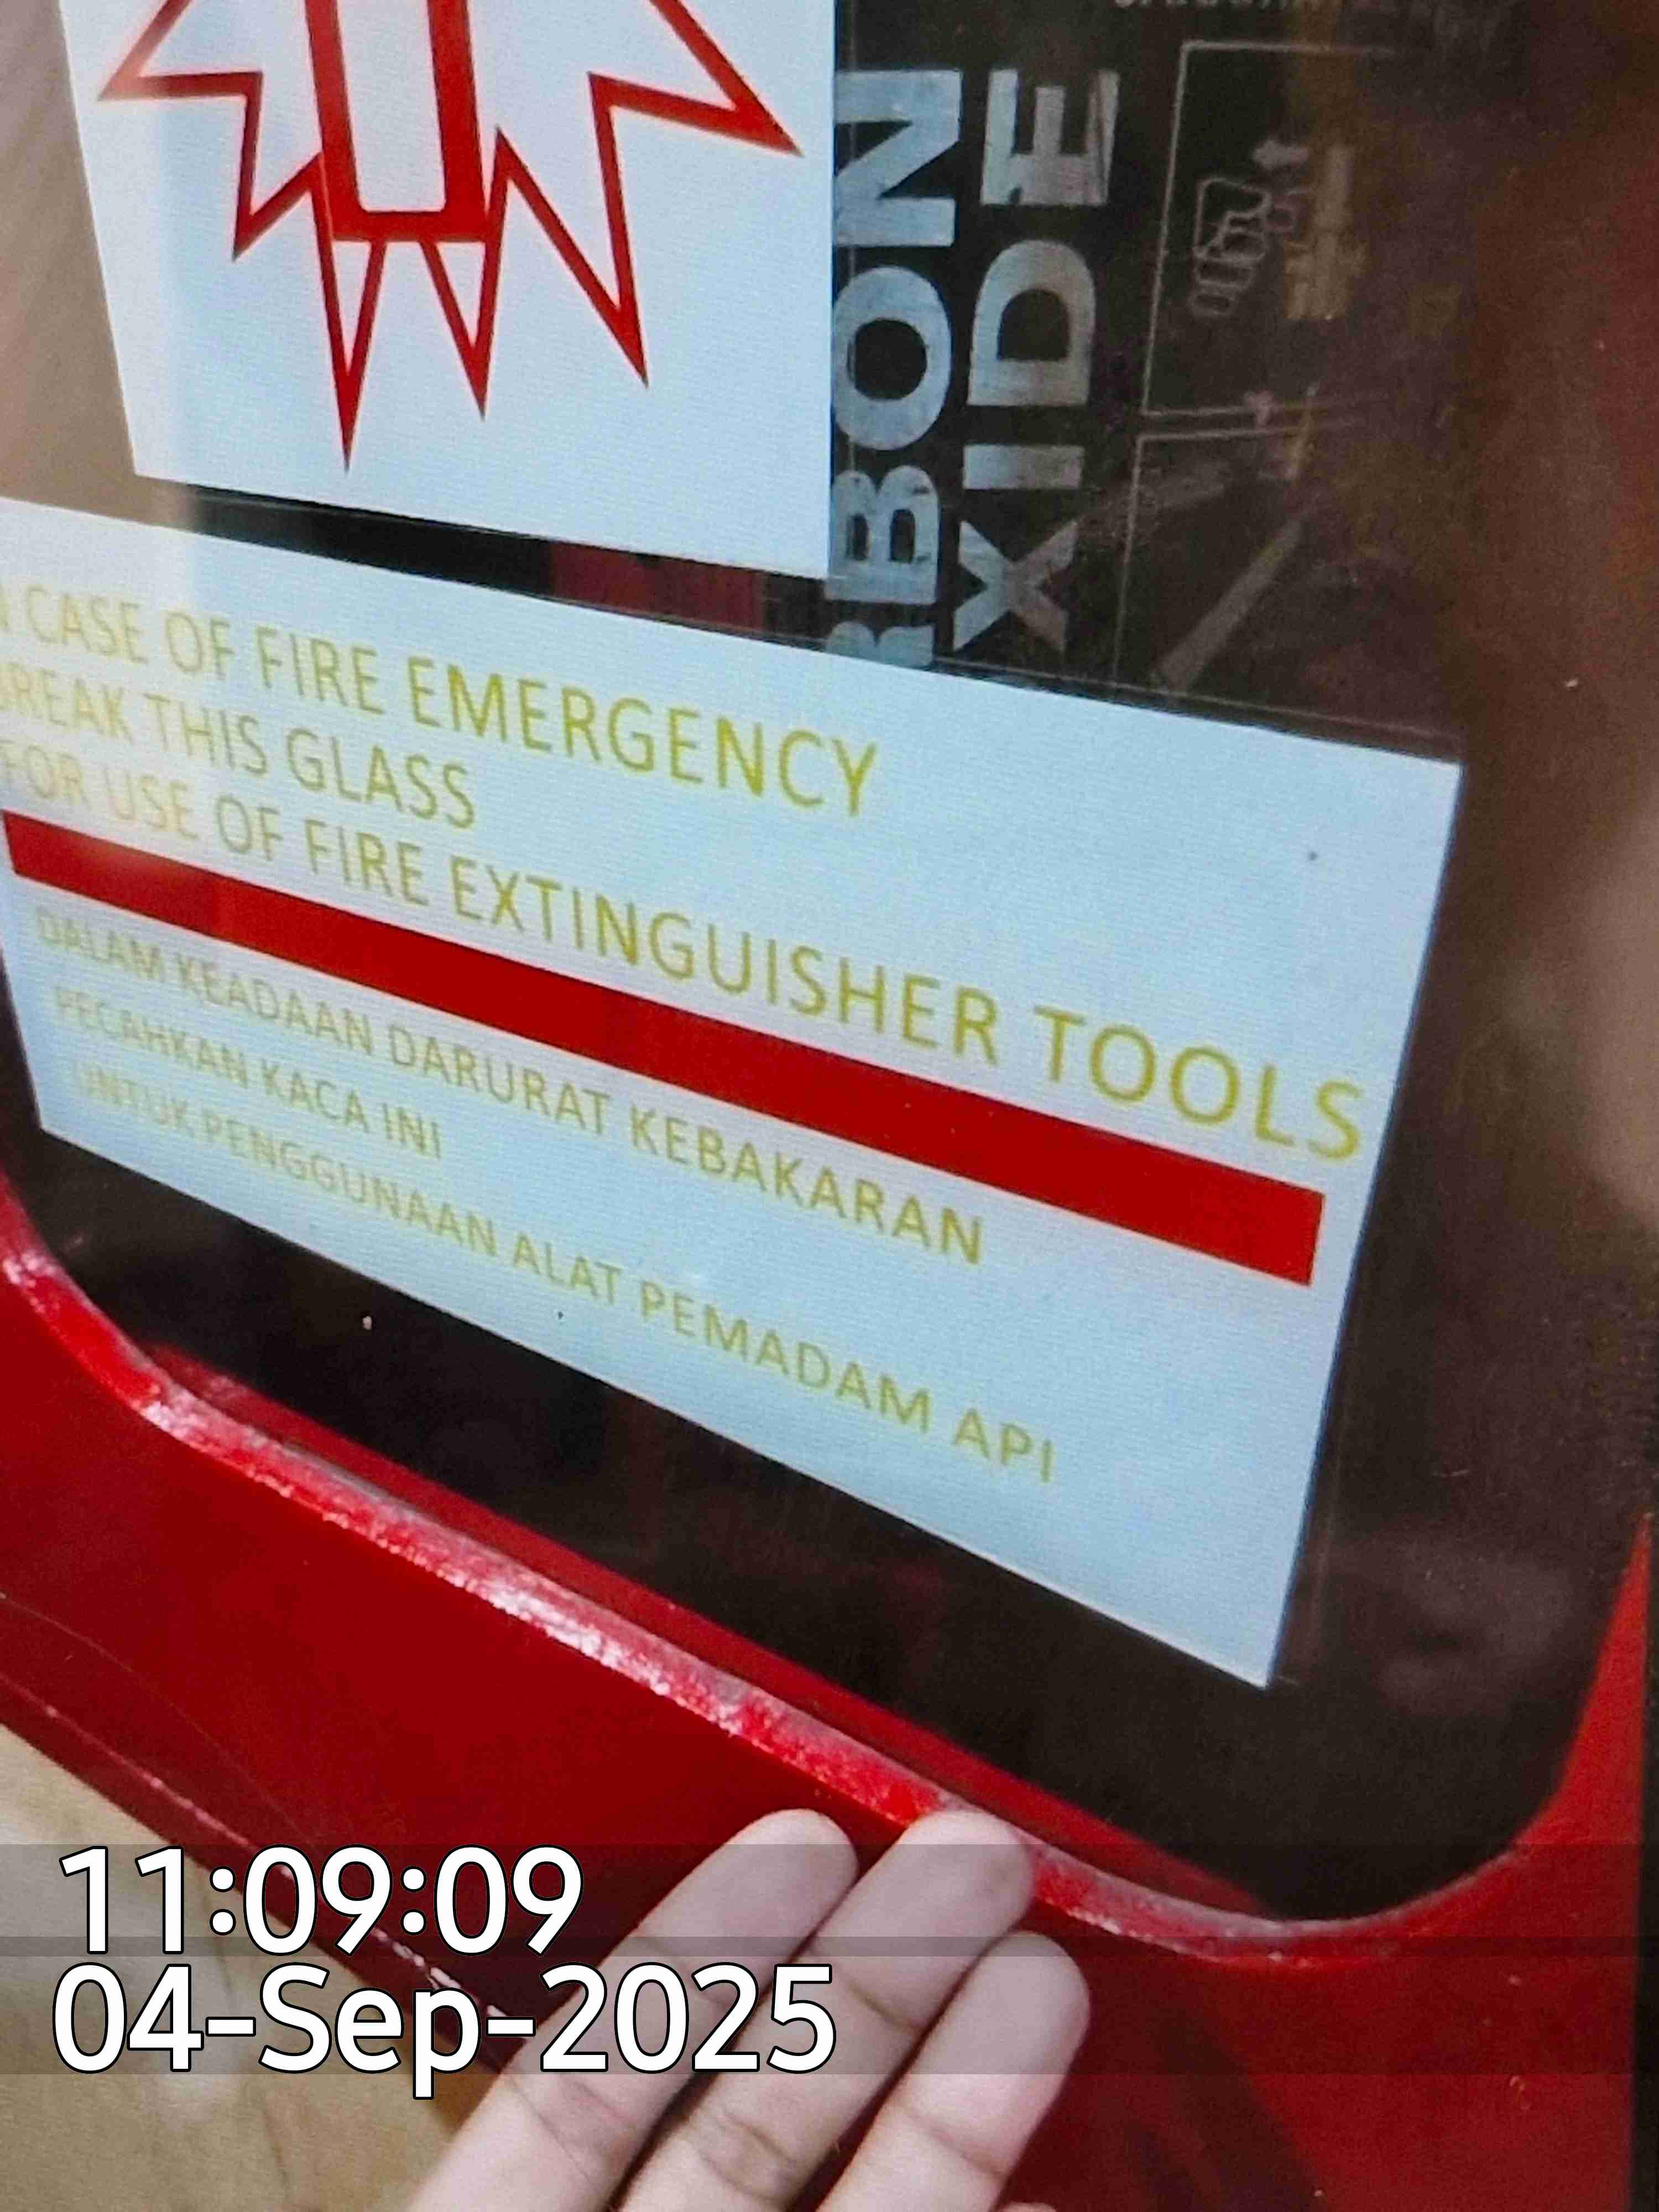 BON
XIDE
CASE OF FIRE EMERGENCY
BREAK THIS GLASS
FOR USE OF FIRE EXTINGUISHER TOOLS
DALAM KEADAAN DARURAT KEBAKARAN
PECAHKAN KACA INI
UNTUK PENGGUNAAN ALAT PEMADAM API
11:09:09
04-Sep-2025